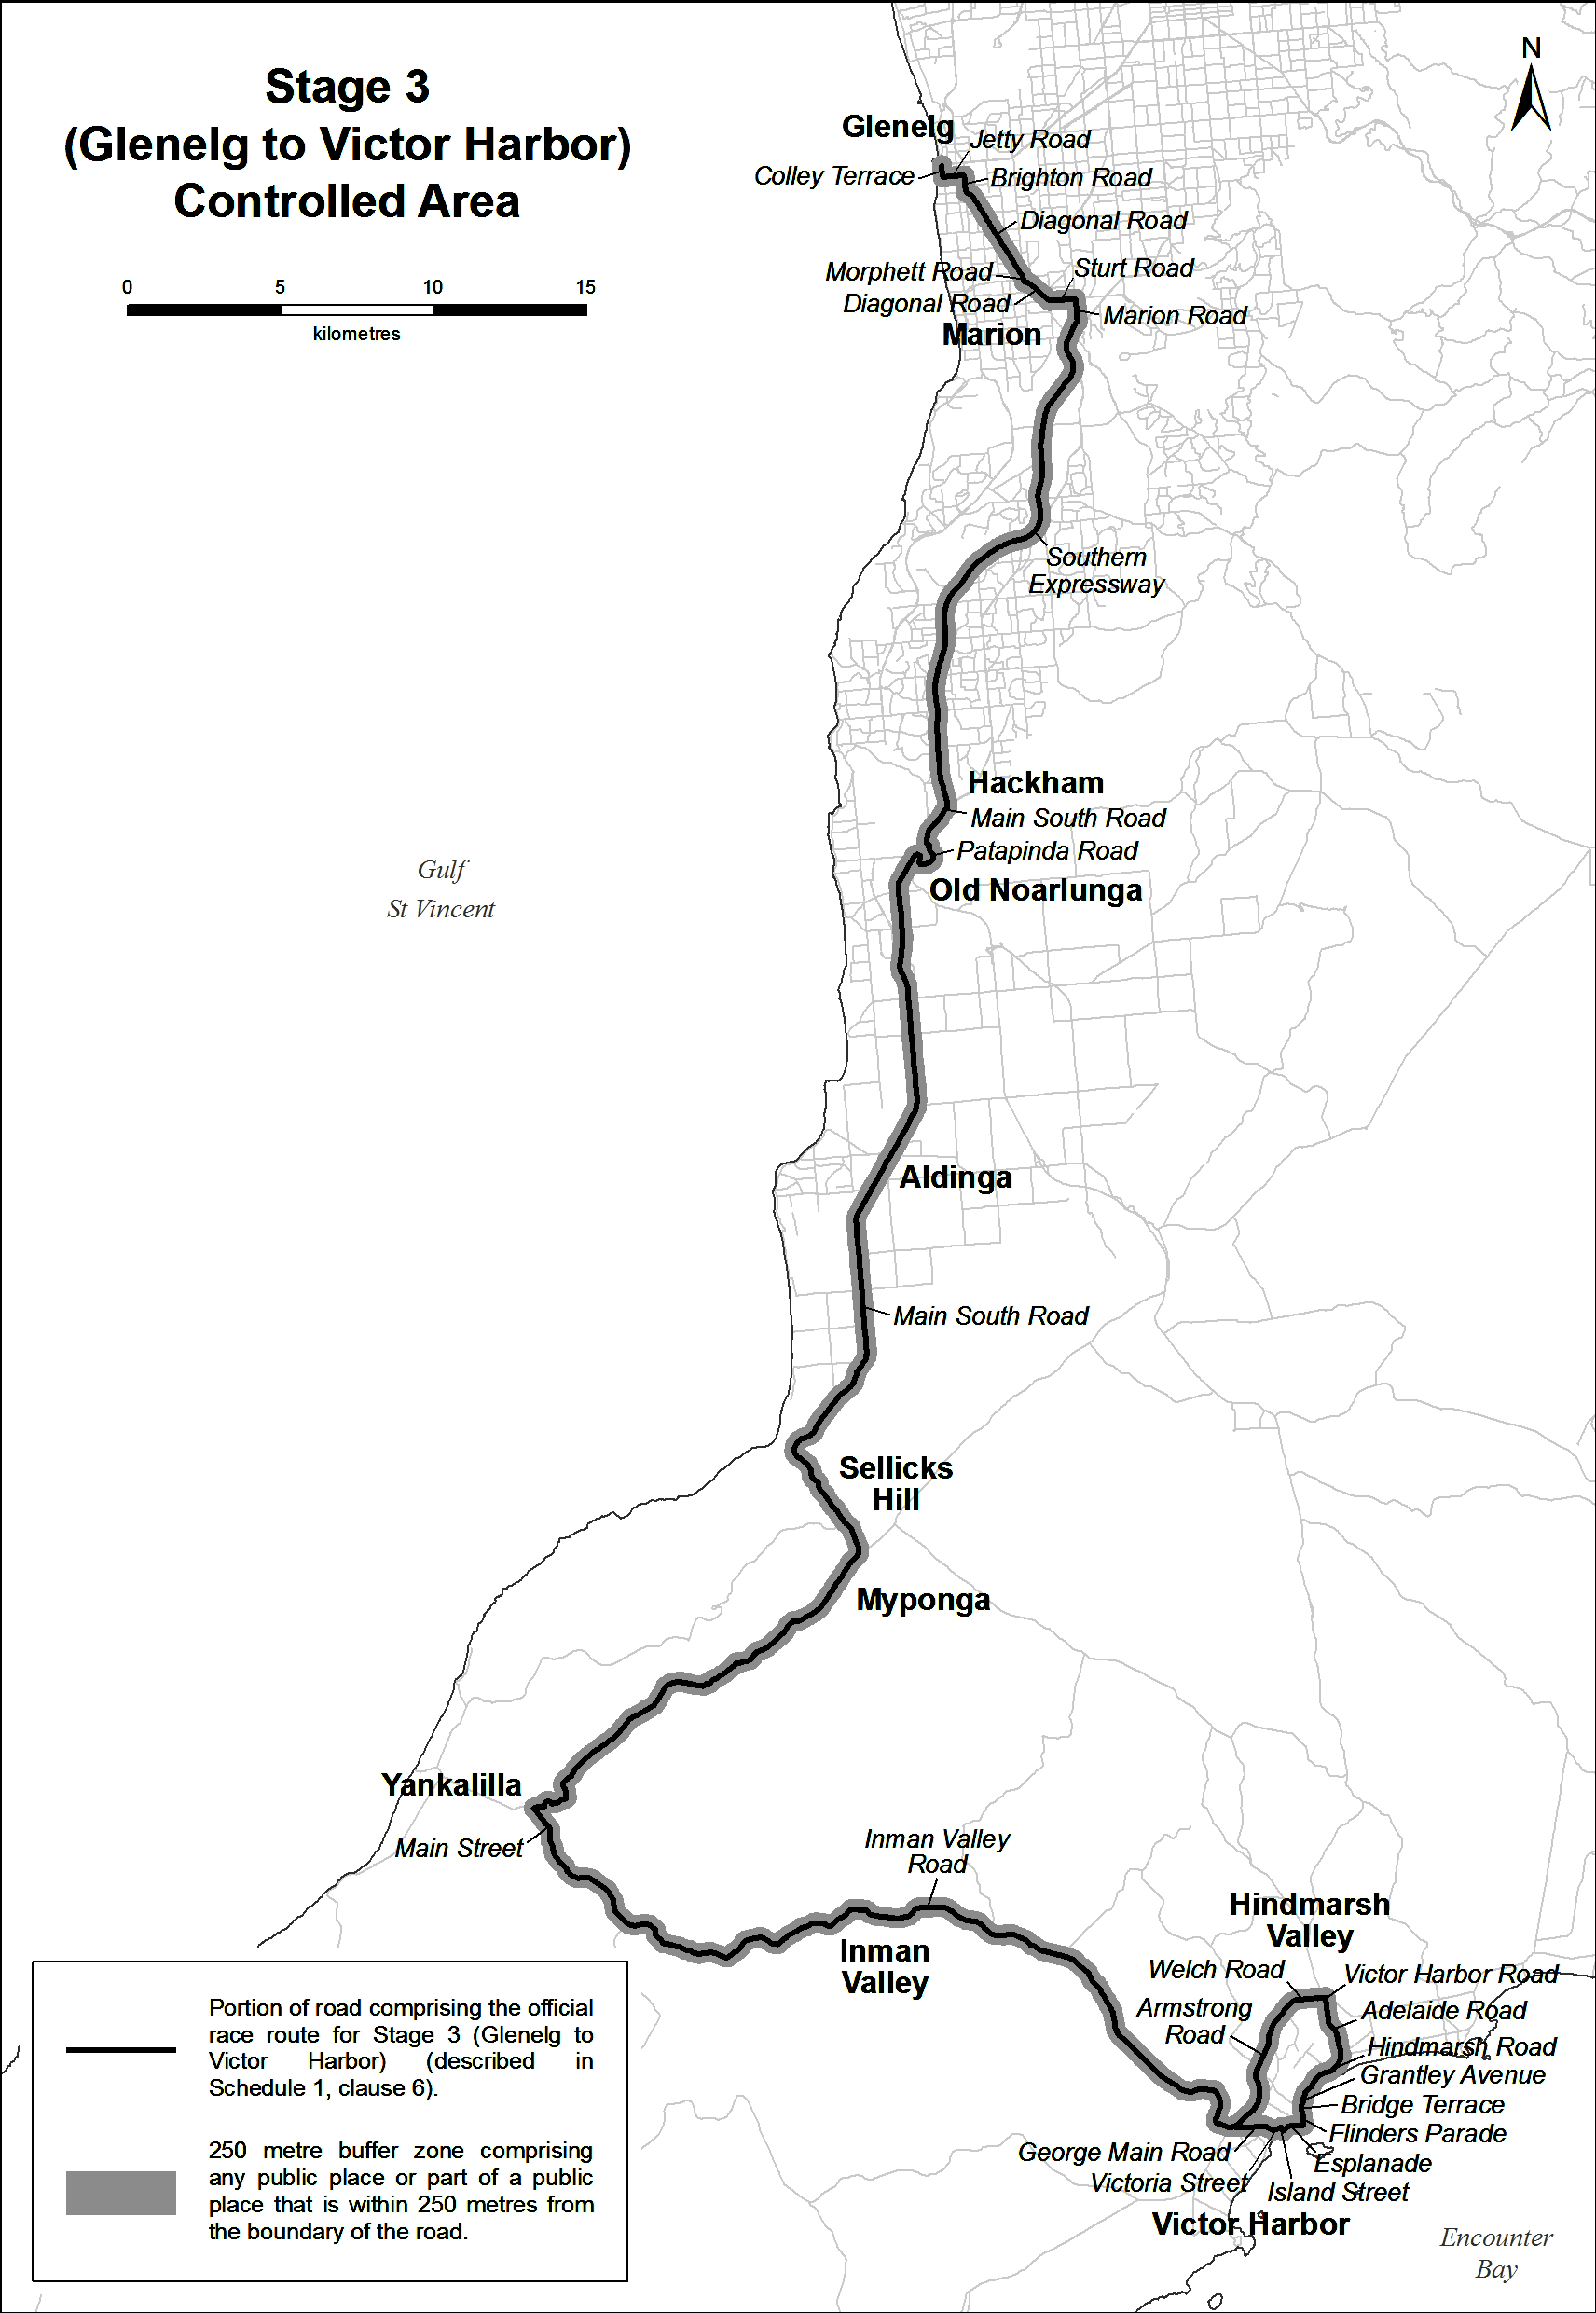 Stage 3
(Glenelg to Victor Harbor)
Controlled Area
0 5 10 15
kilometres
N
Glenelg
Jetty Road
Colley Terrace
Brighton Road
Diagonal Road
Morphett Road
Sturt Road
Diagonal Road
Marion Road
Marion
Southern
Expressway
Hackham
Main South Road
Patapinda Road
Old Noarlunga
Gulf
St Vincent
Aldinga
Main South Road
Sellicks
Hill
Myponga
Yankalilla
Main Street
Inman Valley
Road
Inman
Valley
Hindmarsh
Valley
Welch Road
Victor Harbor Road
Armstrong
Road
Adelaide Road
Hindmarsh Road
Grantley Avenue
Bridge Terrace
Flinders Parade
George Main Road
Esplanade
Victoria Street
Island Street
Victor Harbor
Encounter
Bay
Portion of road comprising the official
race route for Stage 3 (Glenelg to
Victor Harbor) (described in
Schedule 1, clause 6).
250 metre buffer zone comprising
any public place or part of a public
place that is within 250 metres from
the boundary of the road.